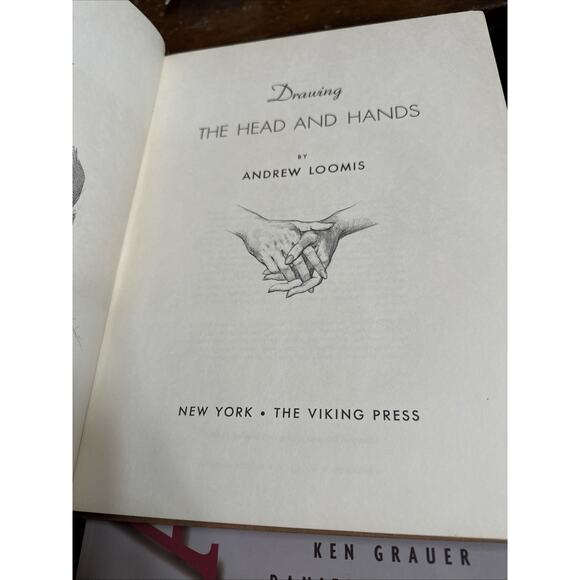 Drawing
THE HEAD AND HANDS
BY
ANDREW LOOMIS
NEW YORK • THE VIKING PRESS
KEN GRAUER